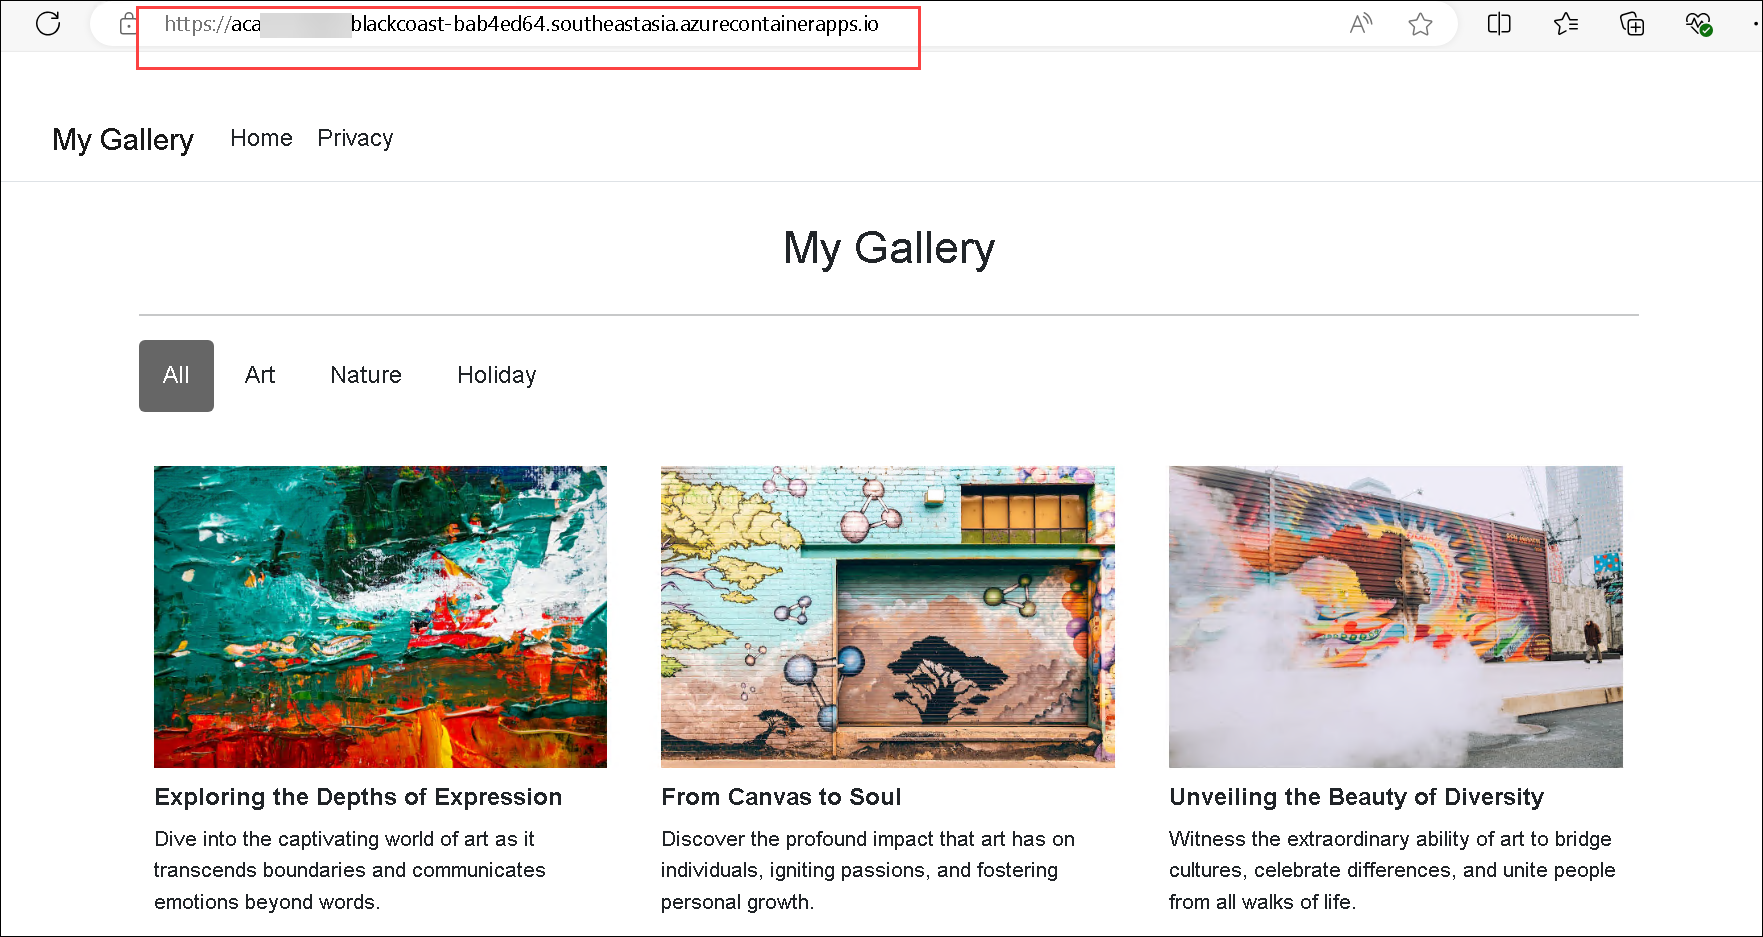 https://aca blackcoast-bab4ed64.southeastasia.azurecontainerapps.io
My Gallery Home Privacy
My Gallery
All Art Nature Holiday
Exploring the Depths of Expression
Dive into the captivating world of art as it
transcends boundaries and communicates
emotions beyond words.
From Canvas to Soul
Discover the profound impact that art has on
individuals, igniting passions, and fostering
personal growth.
Unveiling the Beauty of Diversity
Witness the extraordinary ability of art to bridge
cultures, celebrate differences, and unite people
from all walks of life.